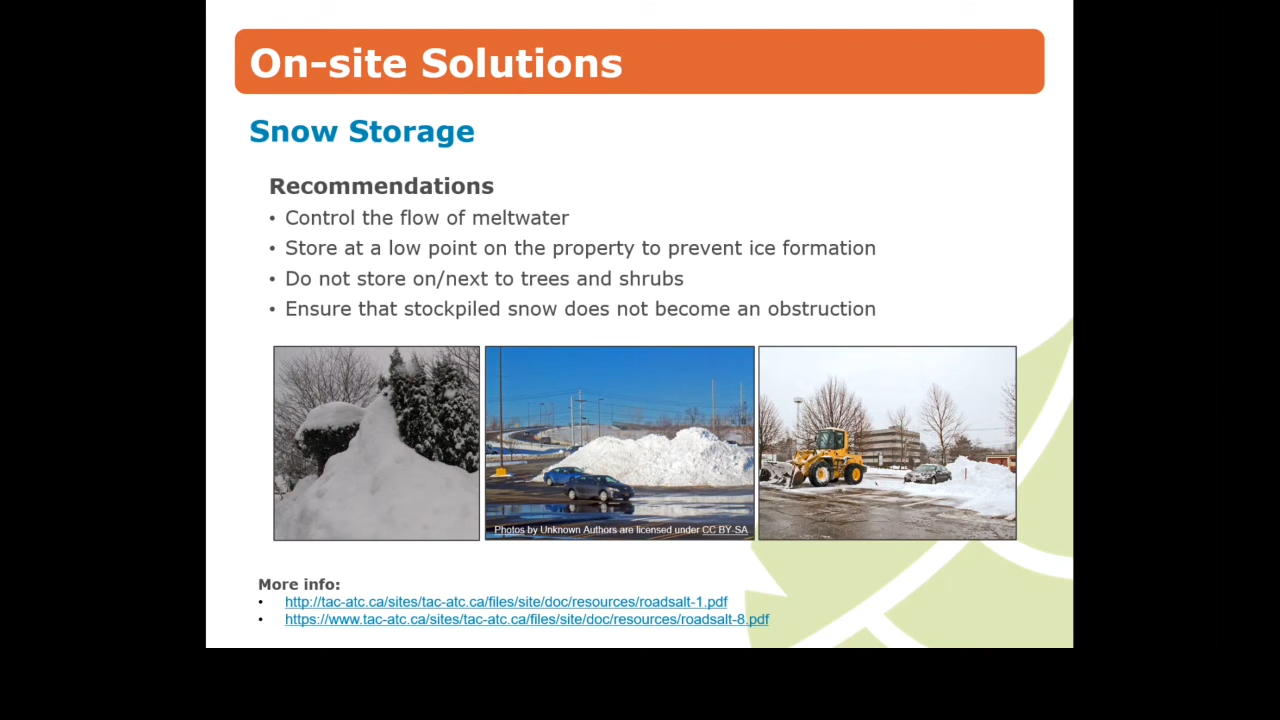 On-site Solutions
Snow Storage
Recommendations
• Control the flow of meltwater
• Store at a low point on the property to prevent ice formation
• Do not store on/next to trees and shrubs
• Ensure that stockpiled snow does not become an obstruction
Photos by Unknown Authors are licensed under CC BY-SA
More info:
• http://tac-atc.ca/sites/tac-atc.ca/files/site/doc/resources/roadsalt-1.pdf
• https://www.tac-atc.ca/sites/tac-atc.ca/files/site/doc/resources/roadsalt-8.pdf